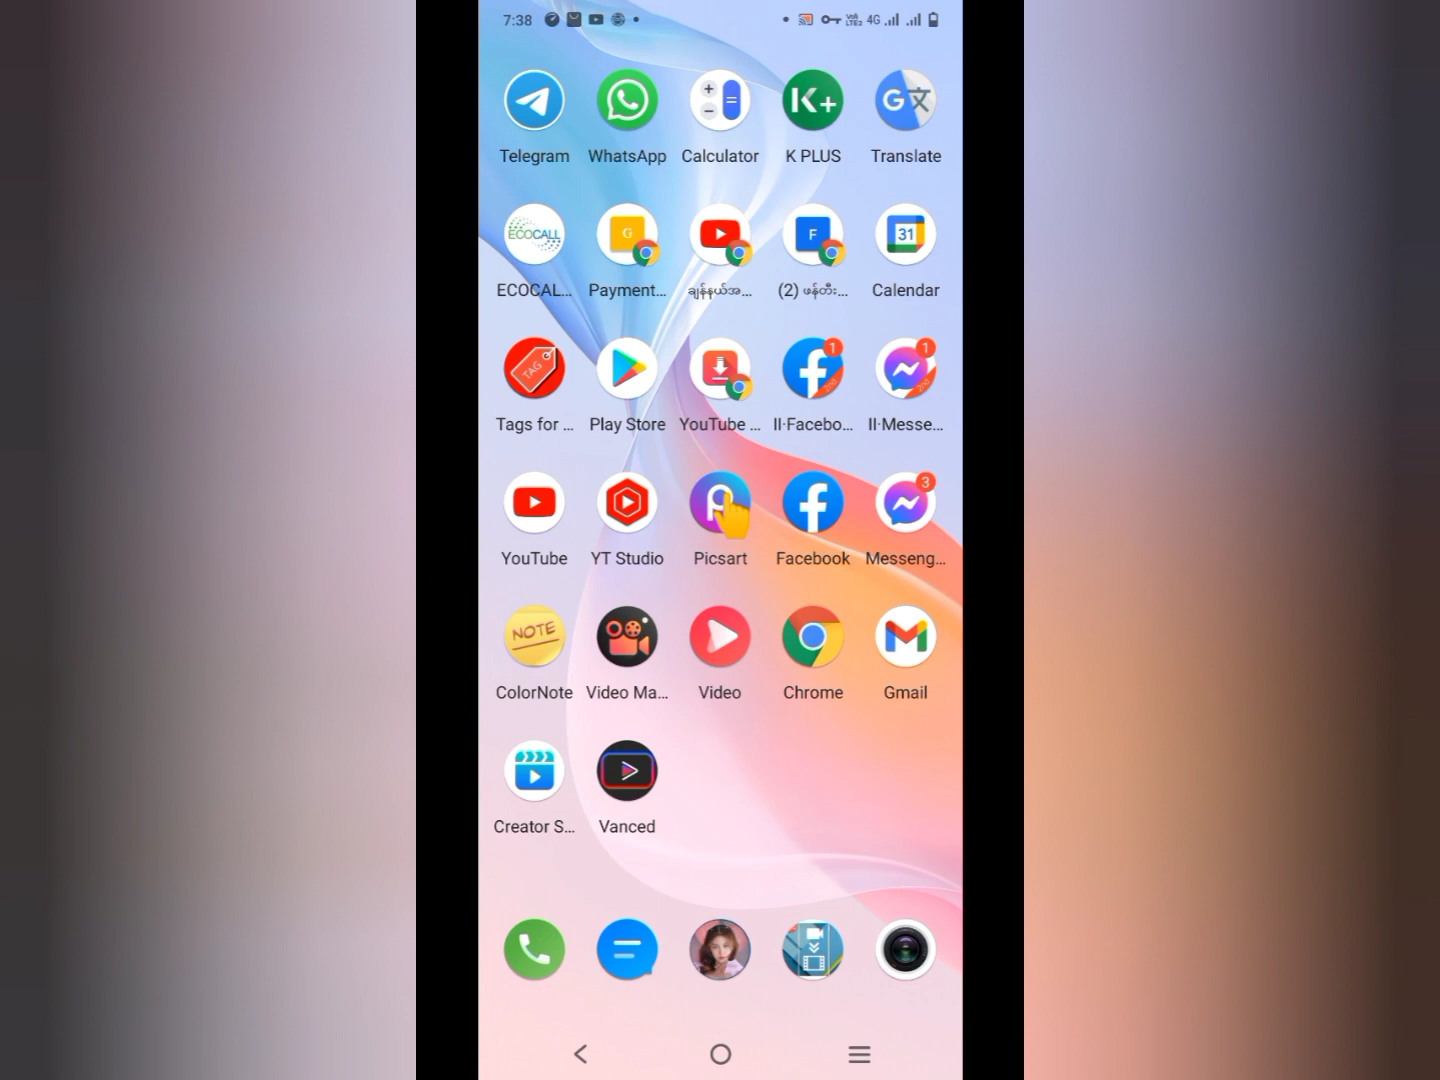 7:38 4G
Telegram WhatsApp Calculator K PLUS Translate
ECOCAL... Payment... ချန်နယ်အ... (2) ဖန်တီး... Calendar
Tags for ... Play Store YouTube ... II·Facebo... II·Messe...
YouTube YT Studio Picsart Facebook Messeng...
ColorNote Video Ma... Video Chrome Gmail
Creator S... Vanced